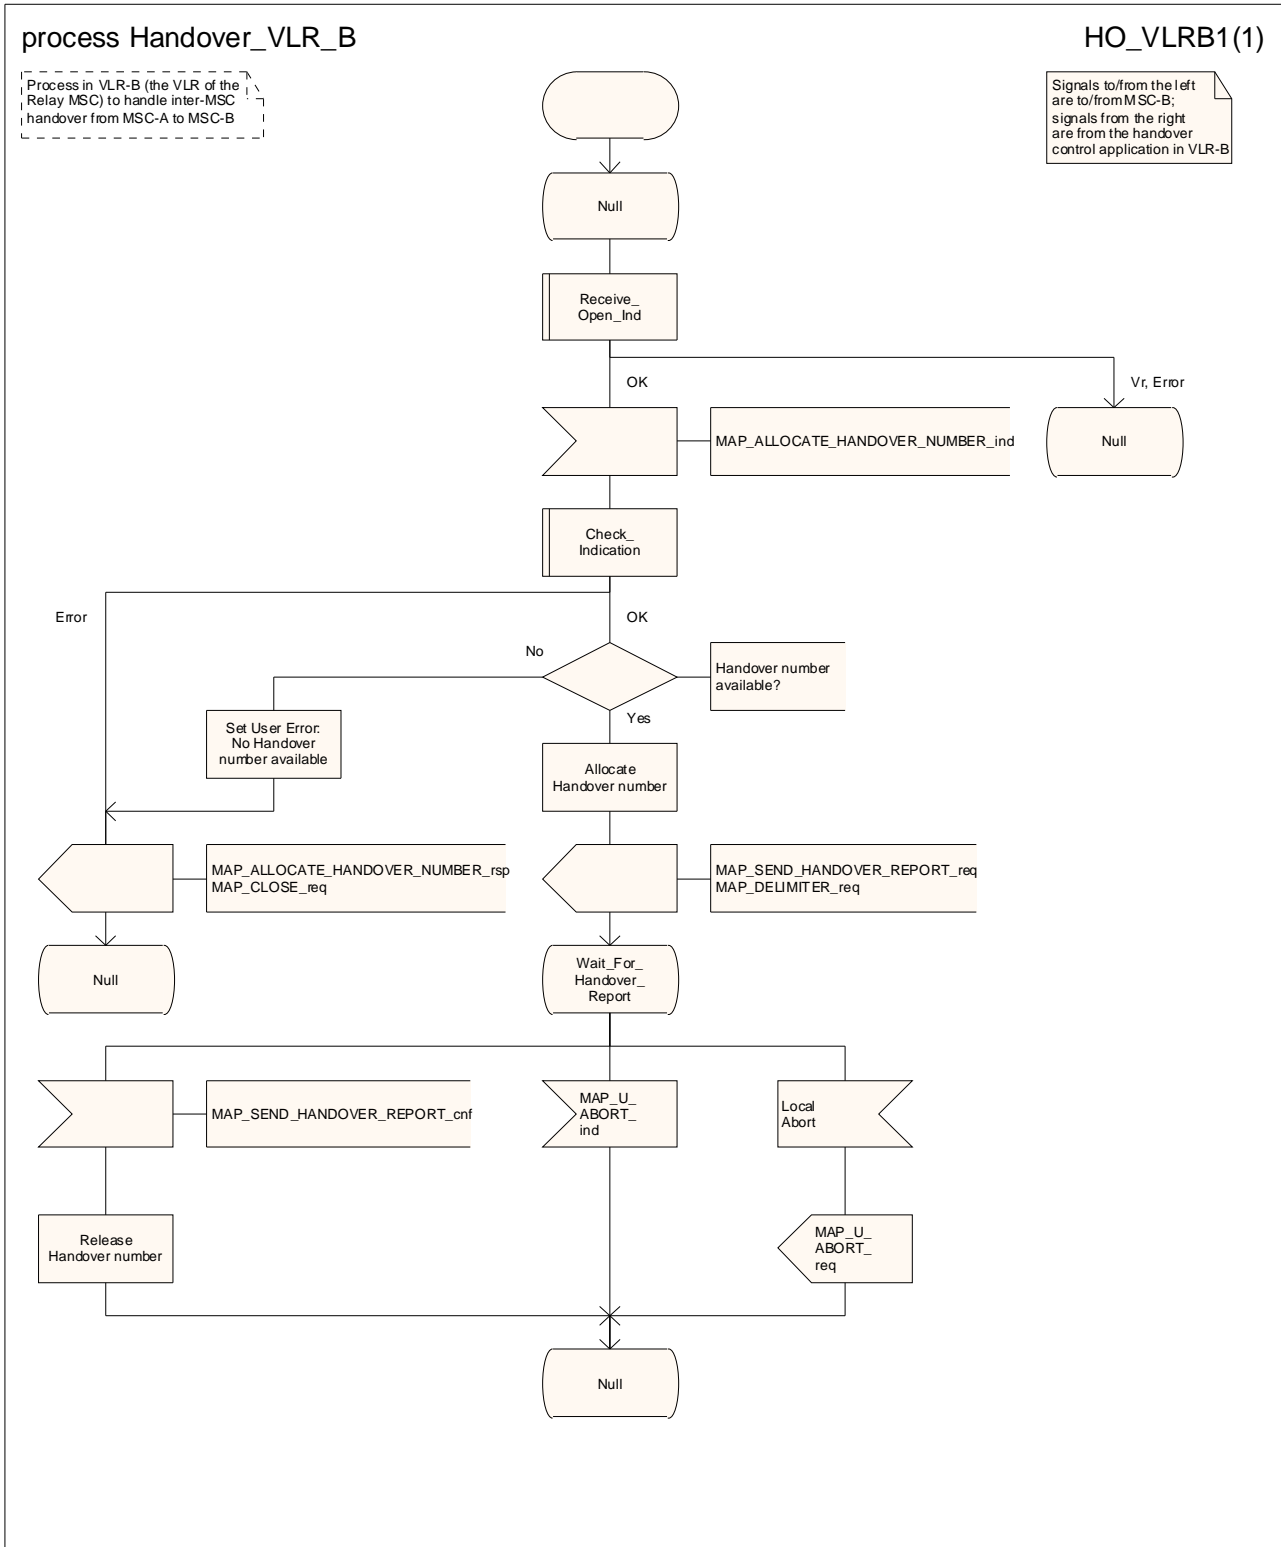 process Handover_VLR_B
HO_VLRB1(1)
Process in VLR-B (the VLR of the
Relay MSC) to handle inter-MSC
handover from MSC-A to MSC-B
Signals to/from the left
are to/from MSC-B;
signals from the right
are from the handover
control application in VLR-B
Null
Receive_
Open_Ind
OK
Vr, Error
MAP_ALLOCATE_HANDOVER_NUMBER_ind
Null
Check_
Indication
Error
OK
No
Handover number
available?
Yes
Set User Error:
No Handover
number available
Allocate
Handover number
MAP_ALLOCATE_HANDOVER_NUMBER_rsp
MAP_CLOSE_req
MAP_SEND_HANDOVER_REPORT_req
MAP_DELIMITER_req
Null
Wait_For_
Handover_
Report
MAP_SEND_HANDOVER_REPORT_cnf
MAP_U_
ABORT_
ind
Local
Abort
Release
Handover number
MAP_U_
ABORT_
req
Null